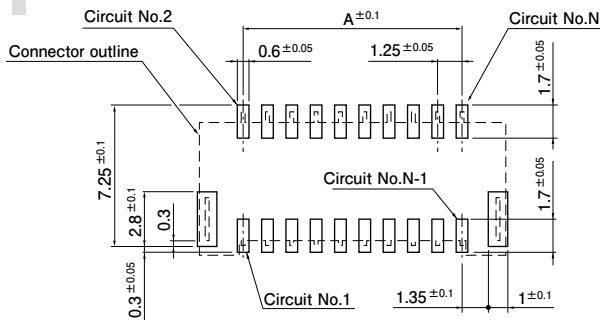 Circuit No.2
A±0.1
Circuit No.N
Connector outline
0.6±0.05
1.25±0.05
1.7±0.05
7.25±0.1
2.8±0.1
0.3
Circuit No.N-1
1.7±0.05
0.3±0.05
Circuit No.1
1.35±0.1
1±0.1